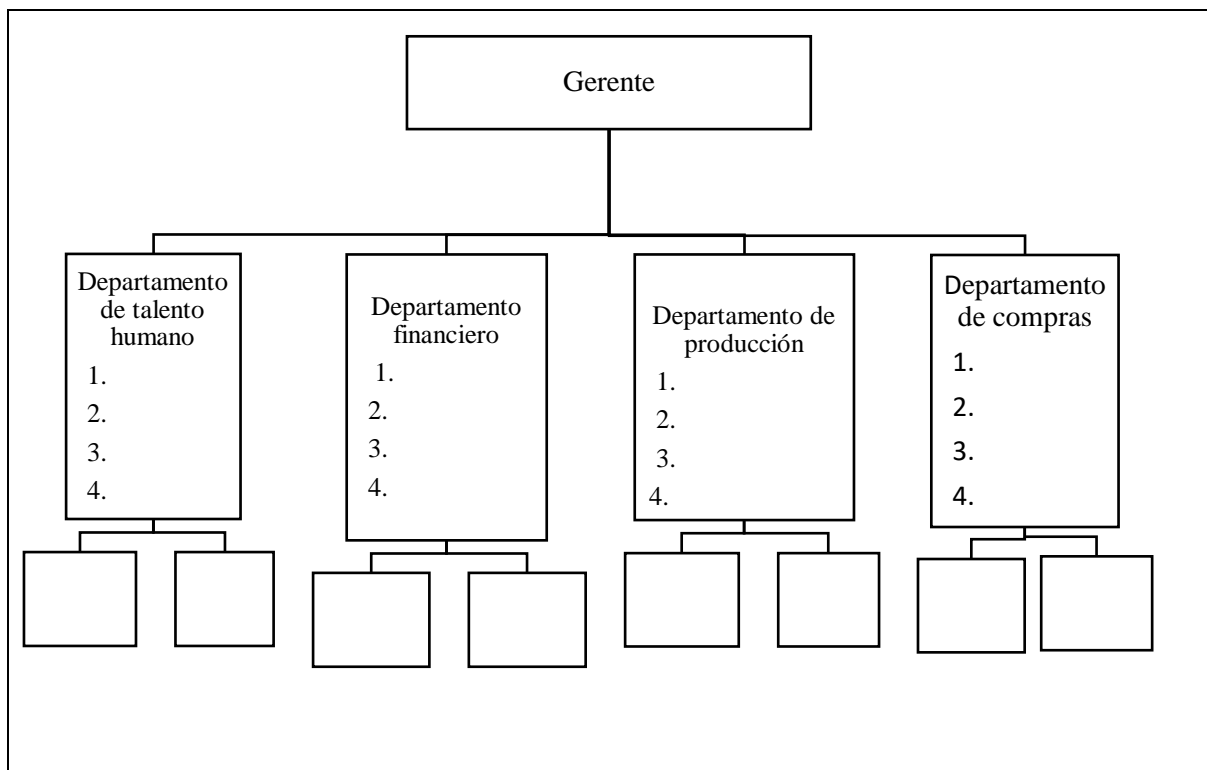 Gerente
Departamento
de talento
humano
1.
2.
3.
4.
Departamento
financiero
1.
2.
3.
4.
Departamento de
producción
1.
2.
3.
4.
Departamento
de compras
1.
2.
3.
4.